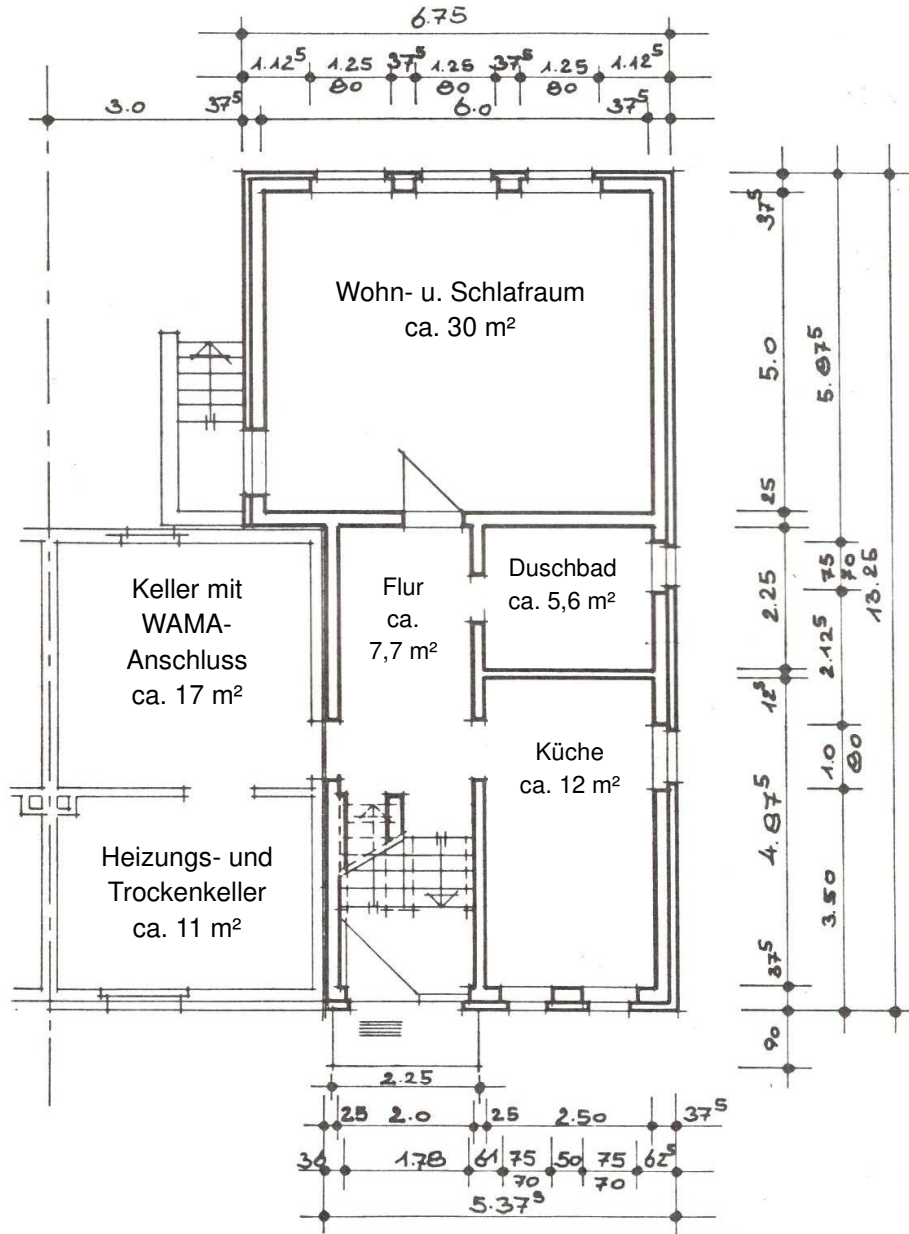 6.75
1.12⁵ 1.25 37⁵ 1.25 37⁵ 1.25 1.12⁵
80 80 80
3.0 37⁵ 6.0 37⁵
Wohn- u. Schlafraum
ca. 30 m²
37⁵
5.0
25
2.25
12⁵
4.87⁵
37⁵
90
5.87⁵
75
70
2.12⁵
1.0
80
3.50
13.25
Keller mit
WAMA-
Anschluss
ca. 17 m²
Flur
ca.
7,7 m²
Duschbad
ca. 5,6 m²
Küche
ca. 12 m²
Heizungs- und
Trockenkeller
ca. 11 m²
2.25
25 2.0 25 2.50 37⁵
36 1.78 61 75 50 75 62⁵
70 70
5.37⁵